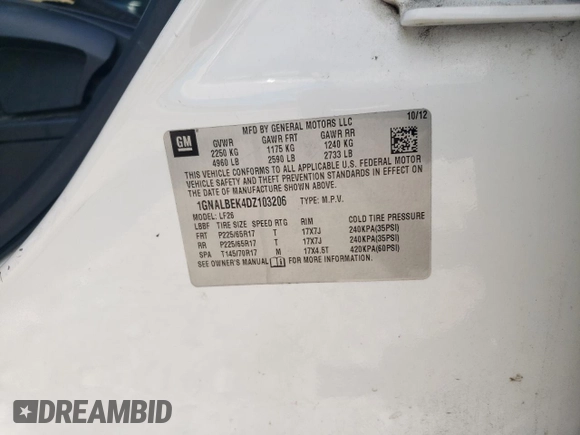 10/12
MFD BY GENERAL MOTORS LLC
GM
GVWR GAWR FRT GAWR RR
2250 KG 1175 KG 1240 KG
4960 LB 2590 LB 2733 LB
THIS VEHICLE CONFORMS TO ALL APPLICABLE U.S. FEDERAL MOTOR
VEHICLE SAFETY AND THEFT PREVENTION STANDARDS IN EFFECT ON
THE DATE OF MANUFACTURE SHOWN ABOVE.
1GNALBEK4DZ103206 TYPE: M.P.V.
MODEL: LF26
LBBF TIRE SIZE SPEED RTG RIM COLD TIRE PRESSURE
FRT P225/65R17 T 17X7J 240KPA(35PSI)
RR P225/65R17 T 17X7J 240KPA(35PSI)
SPA T145/70R17 M 17X4.5T 420KPA(60PSI)
SEE OWNER'S MANUAL FOR MORE INFORMATION.
DREAMBID